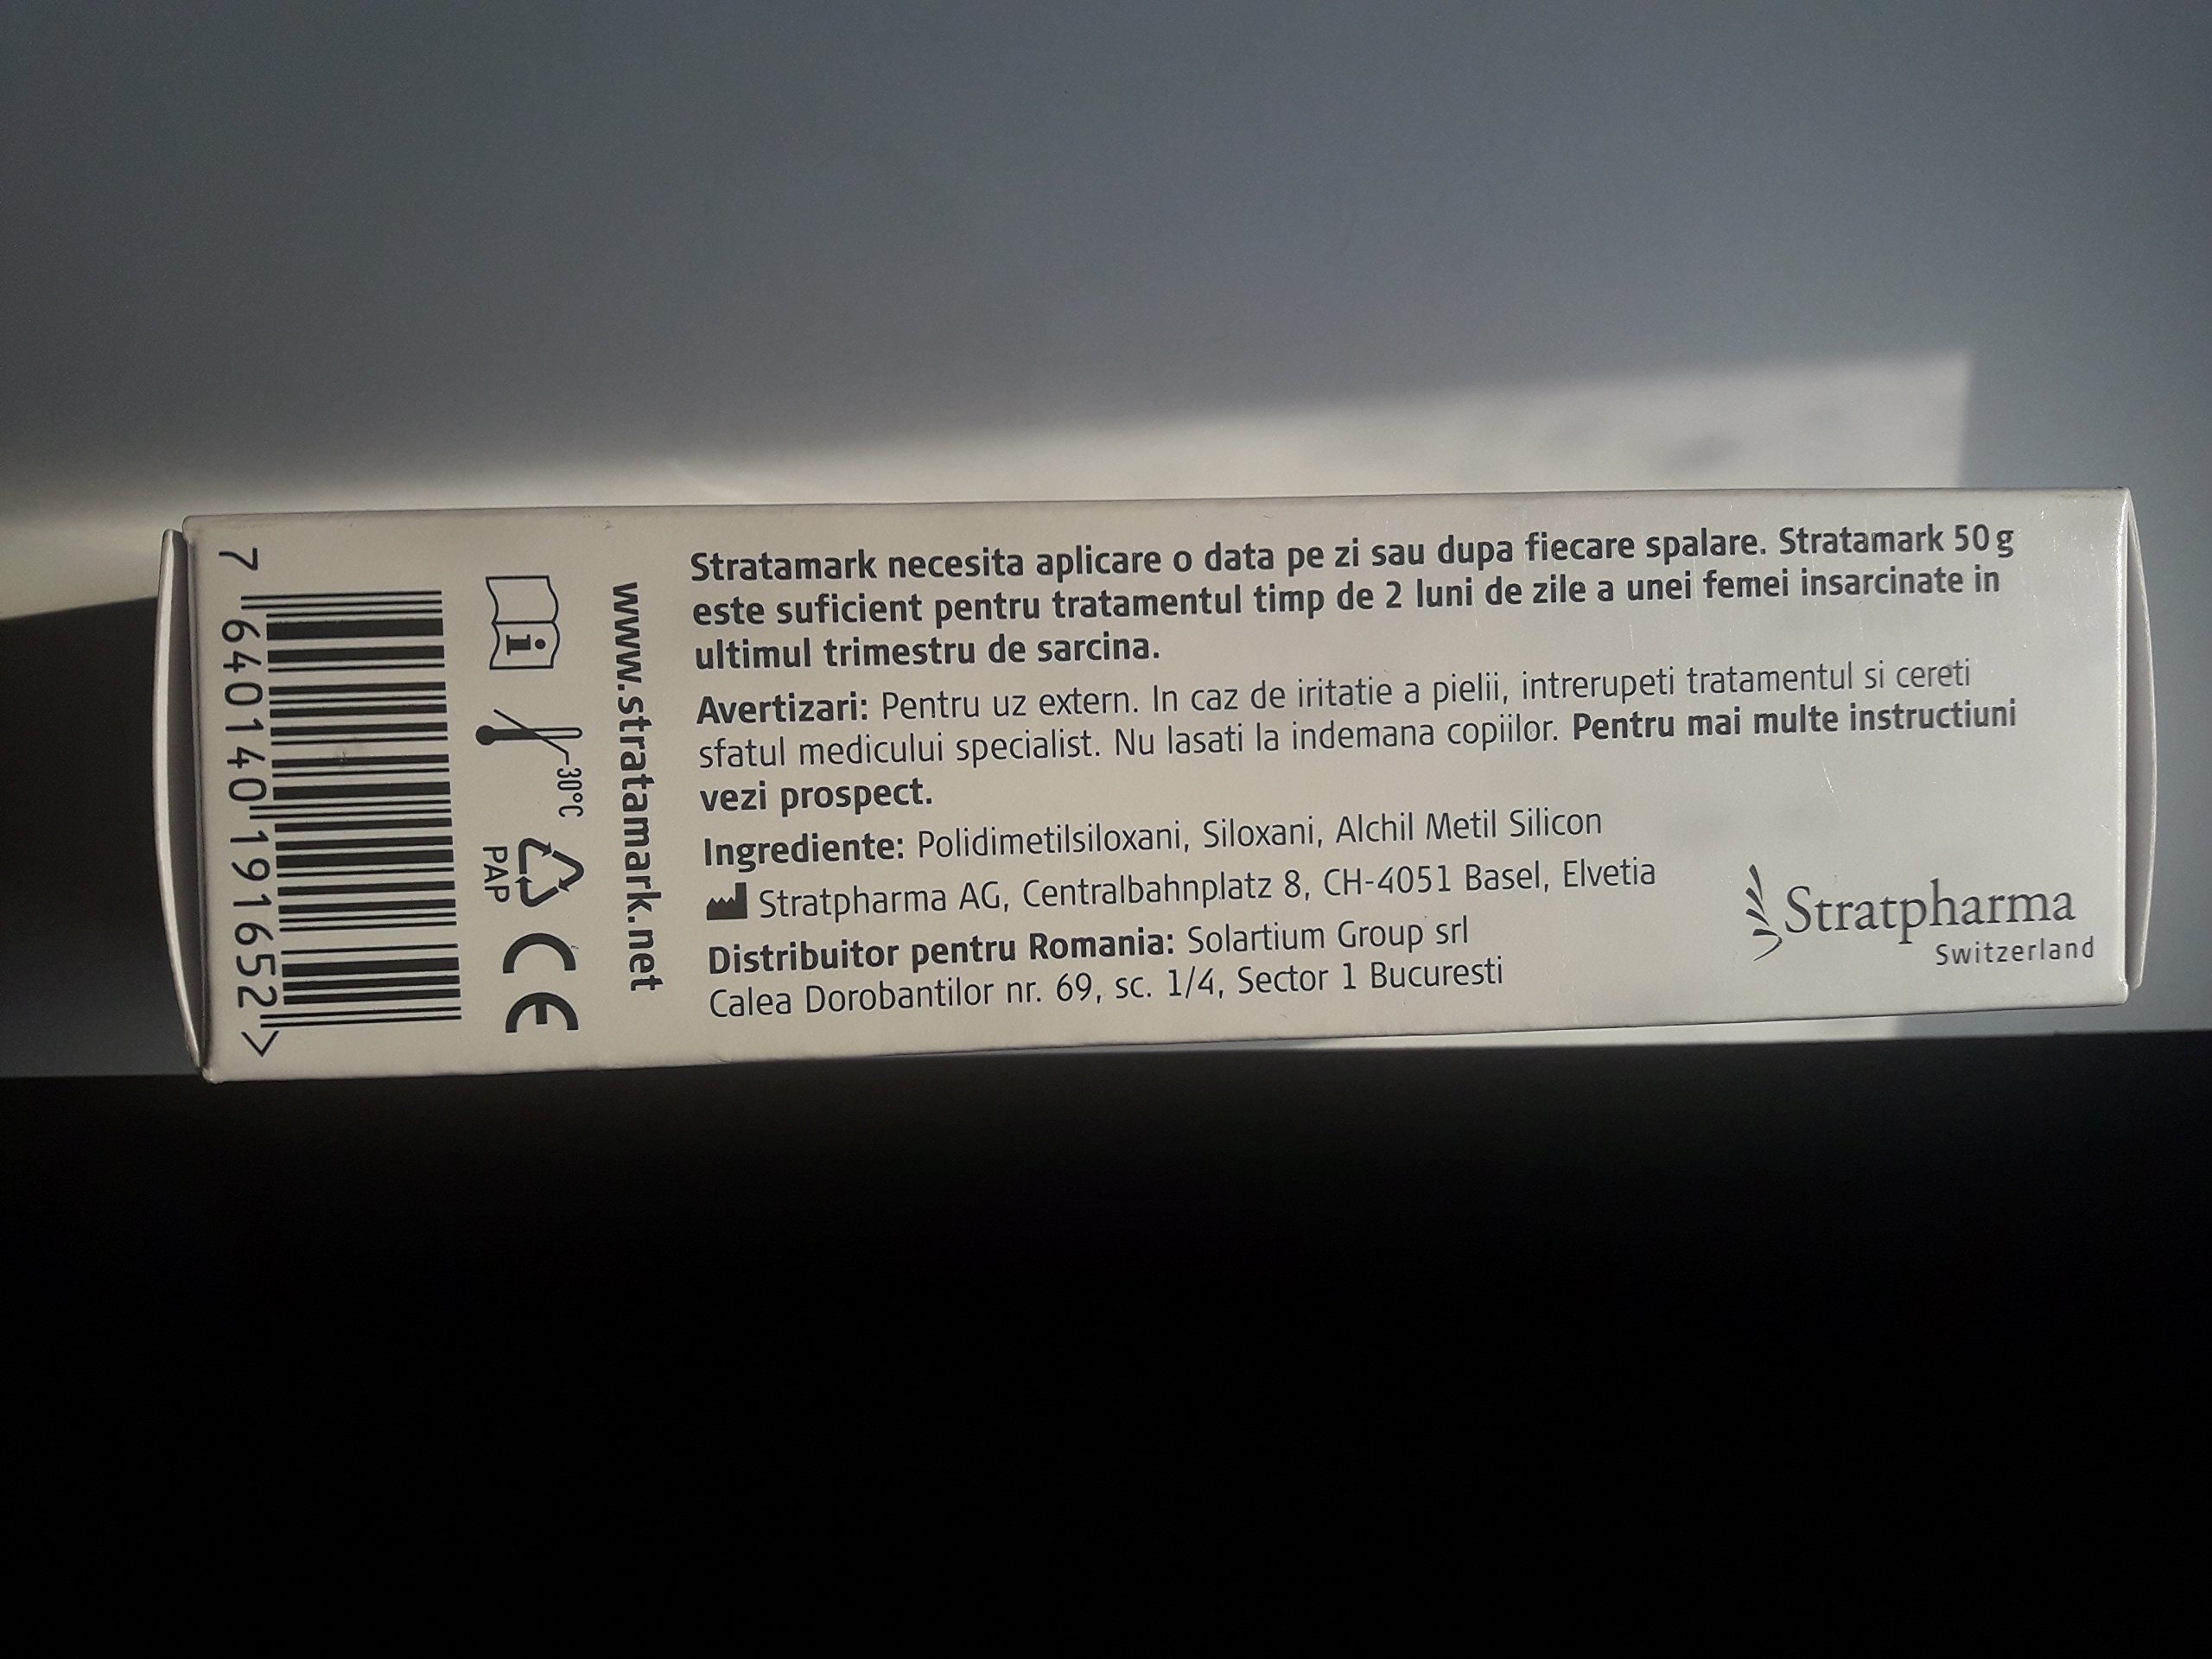 Stratamark necesita aplicare o data pe zi sau dupa fiecare spalare. Stratamark 50 g
este suficient pentru tratamentul timp de 2 luni de zile a unei femei insarcinate in
ultimul trimestru de sarcina.
Avertizari: Pentru uz extern. In caz de iritatie a pielii, intrerupeti tratamentul si cereti
sfatul medicului specialist. Nu lasati la indemana copiilor. Pentru mai multe instructiuni
vezi prospect.
Ingrediente: Polidimetilsiloxani, Siloxani, Alchil Metil Silicon
Stratpharma AG, Centralbahnplatz 8, CH-4051 Basel, Elvetia
Distribuitor pentru Romania: Solartium Group srl
Calea Dorobantilor nr. 69, sc. 1/4, Sector 1 Bucuresti
Stratpharma
Switzerland
www.stratamark.net
i
30°C
PAP
CE
7 640140 191652 >